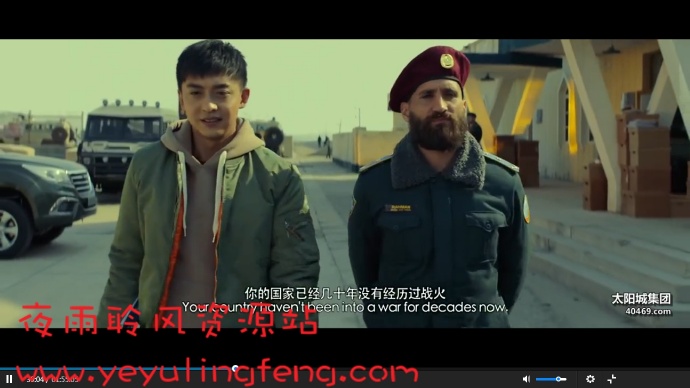 你的国家已经几十年没有经历过战火
Your country haven't been into a war for decades now.
太阳城集团
40469.com
夜雨聆风资源站
www.yeyulingfeng.com